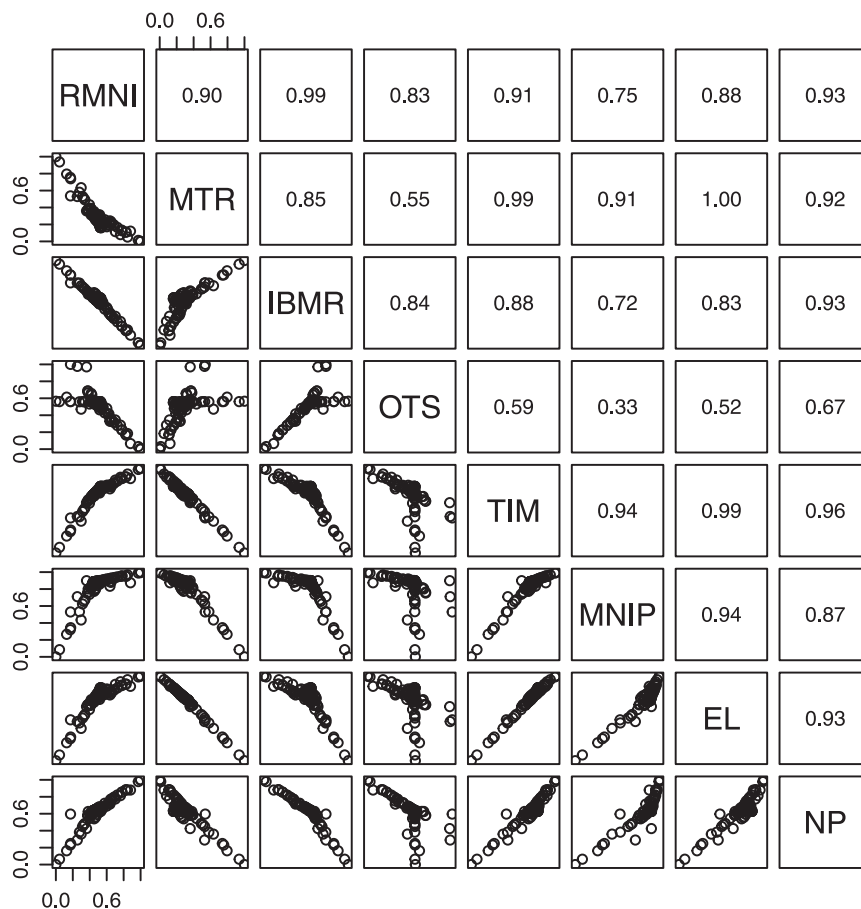 0.0 0.6
RMNI 0.90 0.99 0.83 0.91 0.75 0.88 0.93
0.0 0.6 MTR 0.85 0.55 0.99 0.91 1.00 0.92
IBMR 0.84 0.88 0.72 0.83 0.93
0.0 0.6 OTS 0.59 0.33 0.52 0.67
TIM 0.94 0.99 0.96
0.0 0.6 MNIP 0.94 0.87
EL 0.93
0.0 0.6 NP
0.0 0.6